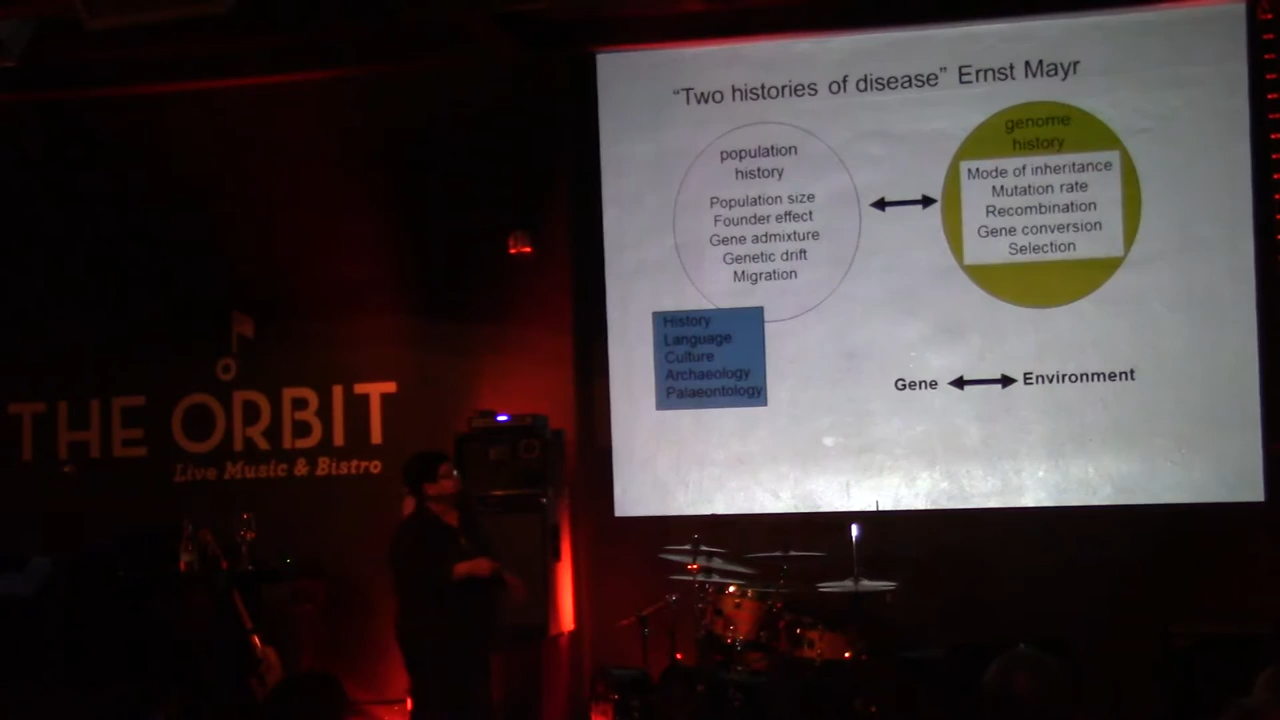 THE ORBIT
Live Music & Bistro
“Two histories of disease” Ernst Mayr
population
history
Population size
Founder effect
Gene admixture
Genetic drift
Migration
genome
history
Mode of inheritance
Mutation rate
Recombination
Gene conversion
Selection
History
Language
Culture
Archaeology
Palaeontology
Gene
Environment